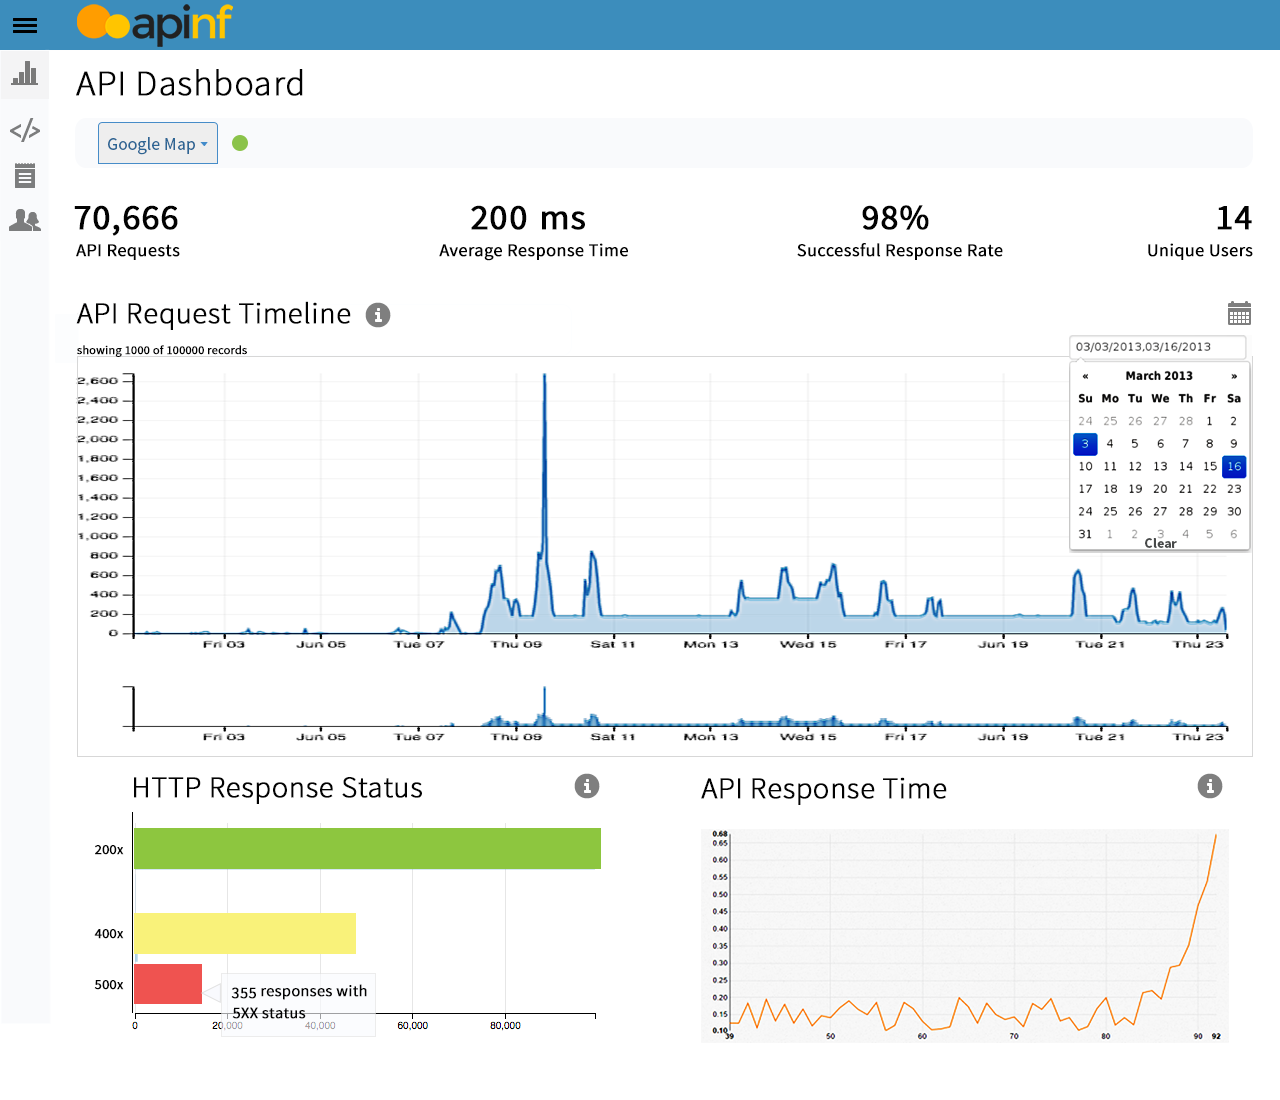 apinf
API Dashboard
Google Map
70,666
API Requests
200 ms
Average Response Time
98%
Successful Response Rate
14
Unique Users
API Request Timeline
showing 1000 of 100000 records
03/03/2013,03/16/2013
« March 2013 »
Su Mo Tu We Th Fr Sa
24 25 26 27 28 1 2
3 4 5 6 7 8 9
10 11 12 13 14 15 16
17 18 19 20 21 22 23
24 25 26 27 28 29 30
31 1 2 3 4 5 6
Clear
2,600
2,400
2,200
2,000
1,800
1,600
1,400
1,200
1,000
800
600
400
200
0
Fri 03 Jun 05 Tue 07 Thu 09 Sat 11 Mon 13 Wed 15 Fri 17 Jun 19 Tue 21 Thu 23
Fri 03 Jun 05 Tue 07 Thu 09 Sat 11 Mon 13 Wed 15 Fri 17 Jun 19 Tue 21 Thu 23
HTTP Response Status
200x
400x
500x
355 responses with
5XX status
0 20,000 40,000 60,000 80,000
API Response Time
0.68
0.65
0.60
0.55
0.50
0.45
0.40
0.35
0.30
0.25
0.20
0.15
0.10
39 50 60 70 80 90 92